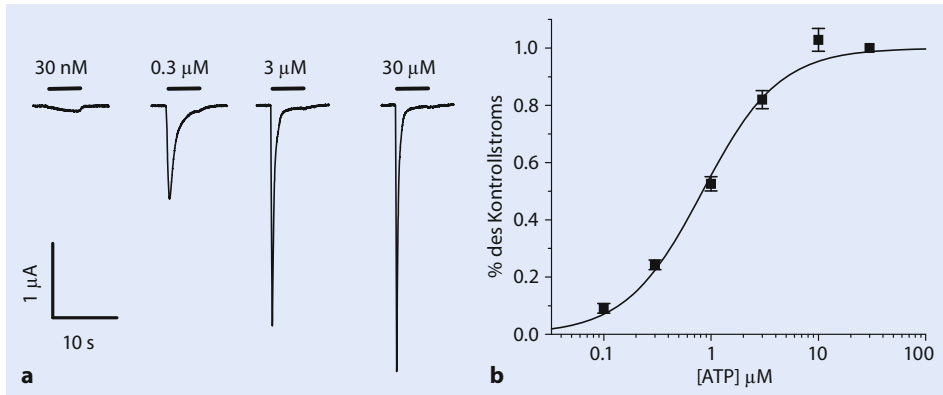 30 nM
0.3 μM
3 μM
30 μM
1 μA
10 s
a
% des Kontrollstroms
1.0
0.8
0.6
0.4
0.2
0.0
0.1
1
10
100
[ATP] μM
b